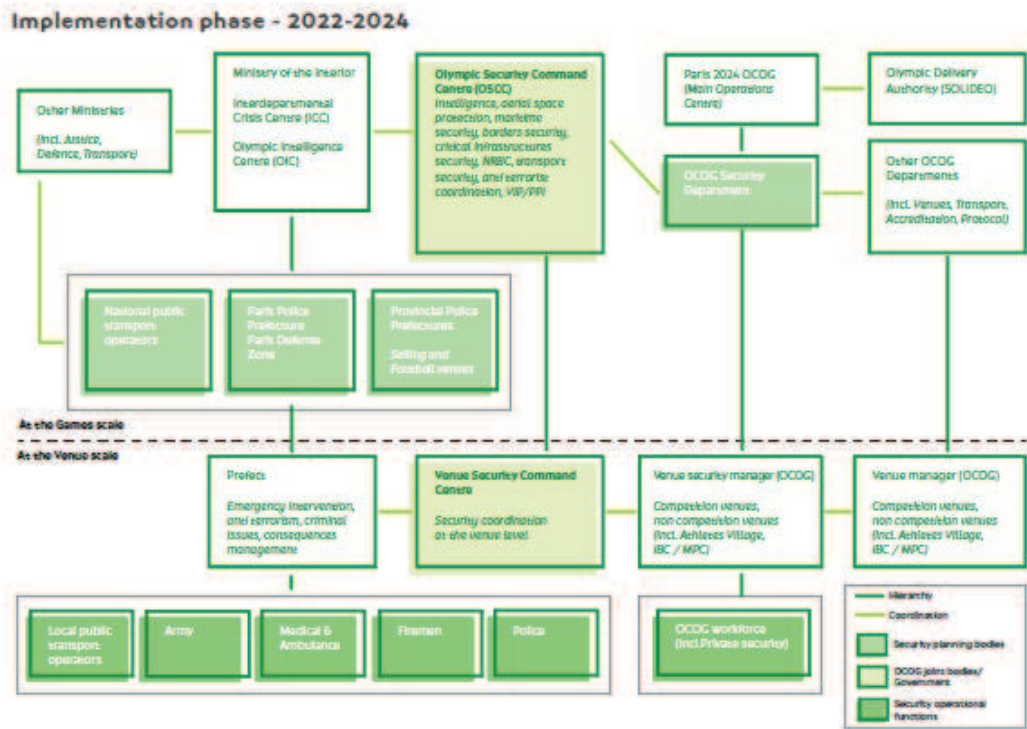 Implementation phase - 2022-2024
Other Ministries
(Incl. Justice,
Defence, Transport)
Ministry of the Interior
Interdepartmental
Crisis Centre (ICC)
Olympic Intelligence
Centre (OIC)
Olympic Security Command
Centre (OSCC)
Intelligence, aerial space
protection, maritime
security, borders security,
critical infrastructures
security, NRBC, transport
security, anti terrorism
coordination, VIP/PPI
Paris 2024 OCOG
(Main Operations
Centre)
Olympic Delivery
Authority (SOLIDEO)
OCOG Security
Department
Other OCOG
Departments
(Incl. Venues, Transport,
Accreditation, Protocol)
National public
transport
operators
Paris Police
Prefecture
Paris Defense
Zone
Provincial Police
Prefectures
Sailing and
Football venues
At the Games scale
At the Venue scale
Prefect
Emergency intervention,
anti terrorism, criminal
issues, consequences
management
Venue Security Command
Centre
Security coordination
at the venue level
Venue security manager (OCOG)
Competition venues,
non competition venues
(Incl. Athletes Village,
IBC / MPC)
Venue manager (OCOG)
Competition venues,
non competition venues
(Incl. Athletes Village,
IBC / MPC)
Local public
transport
operators
Army
Medical &
Ambulance
Firemen
Police
OCOG workforce
(Incl.Private security)
Hierarchy
Coordination
Security planning bodies
OCOG joints bodies/
Government
Security operational
functions